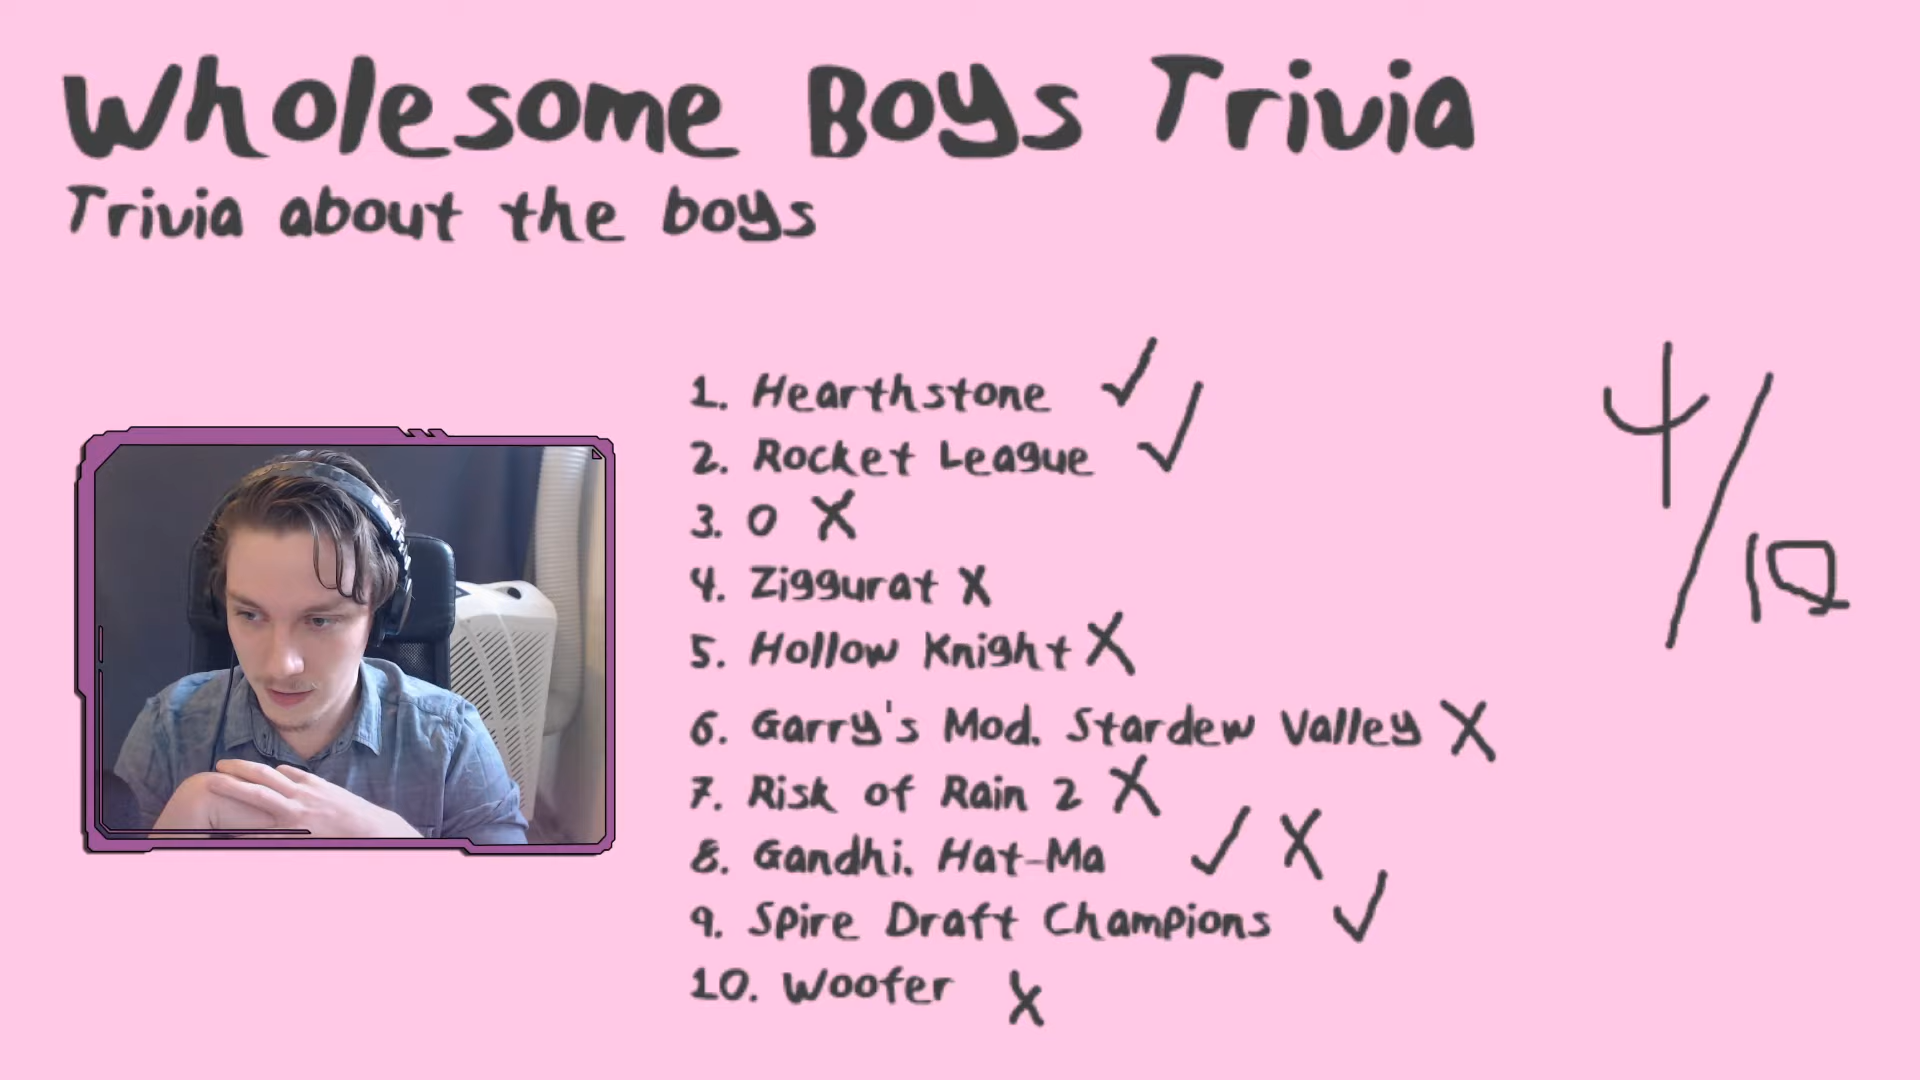 Wholesome Boys Trivia
Trivia about the boys
1. Hearthstone ✓
2. Rocket League ✓
3. 0 X
4. Ziggurat X
5. Hollow Knight X
6. Garry's Mod. Stardew Valley X
7. Risk of Rain 2 X
8. Gandhi. Hat-Ma ✓ X
9. Spire Draft Champions ✓
10. Woofer X
4/10